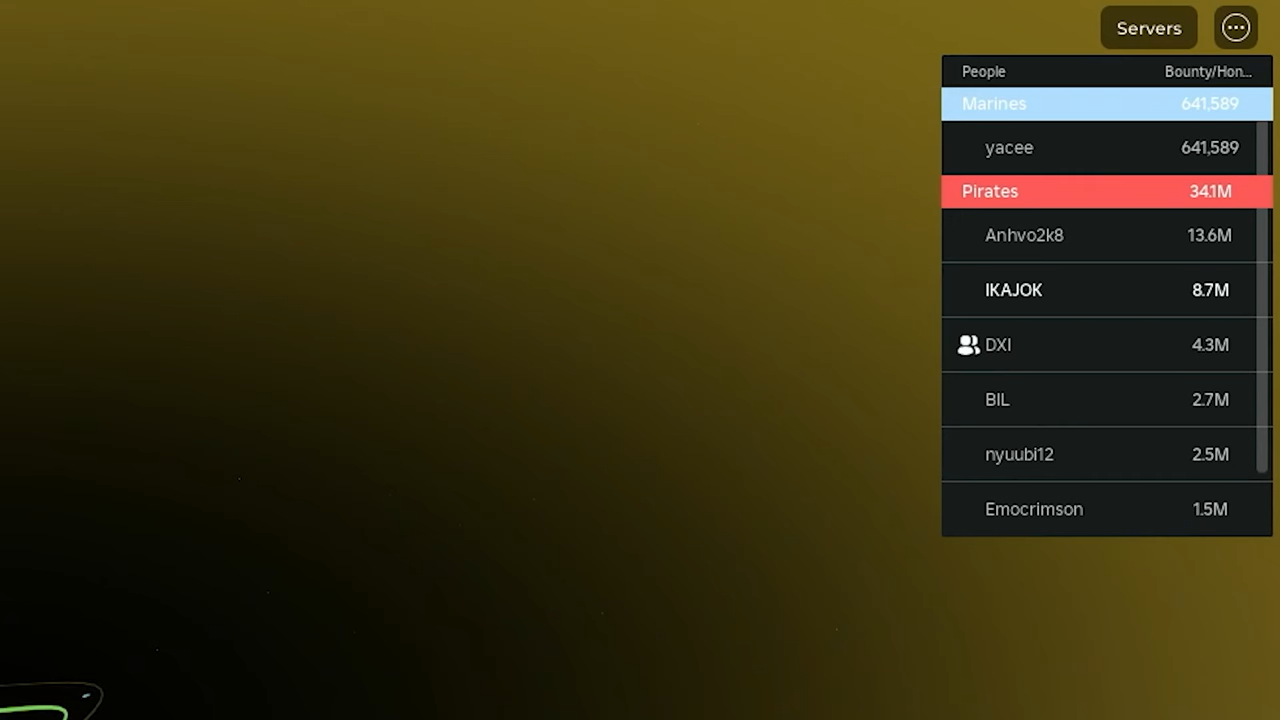 Servers
People Bounty/Hon...
Marines 641,589
yacee 641,589
Pirates 34.1M
Anhvo2k8 13.6M
IKAJOK 8.7M
DXI 4.3M
BIL 2.7M
nyuubi12 2.5M
Emocrimson 1.5M